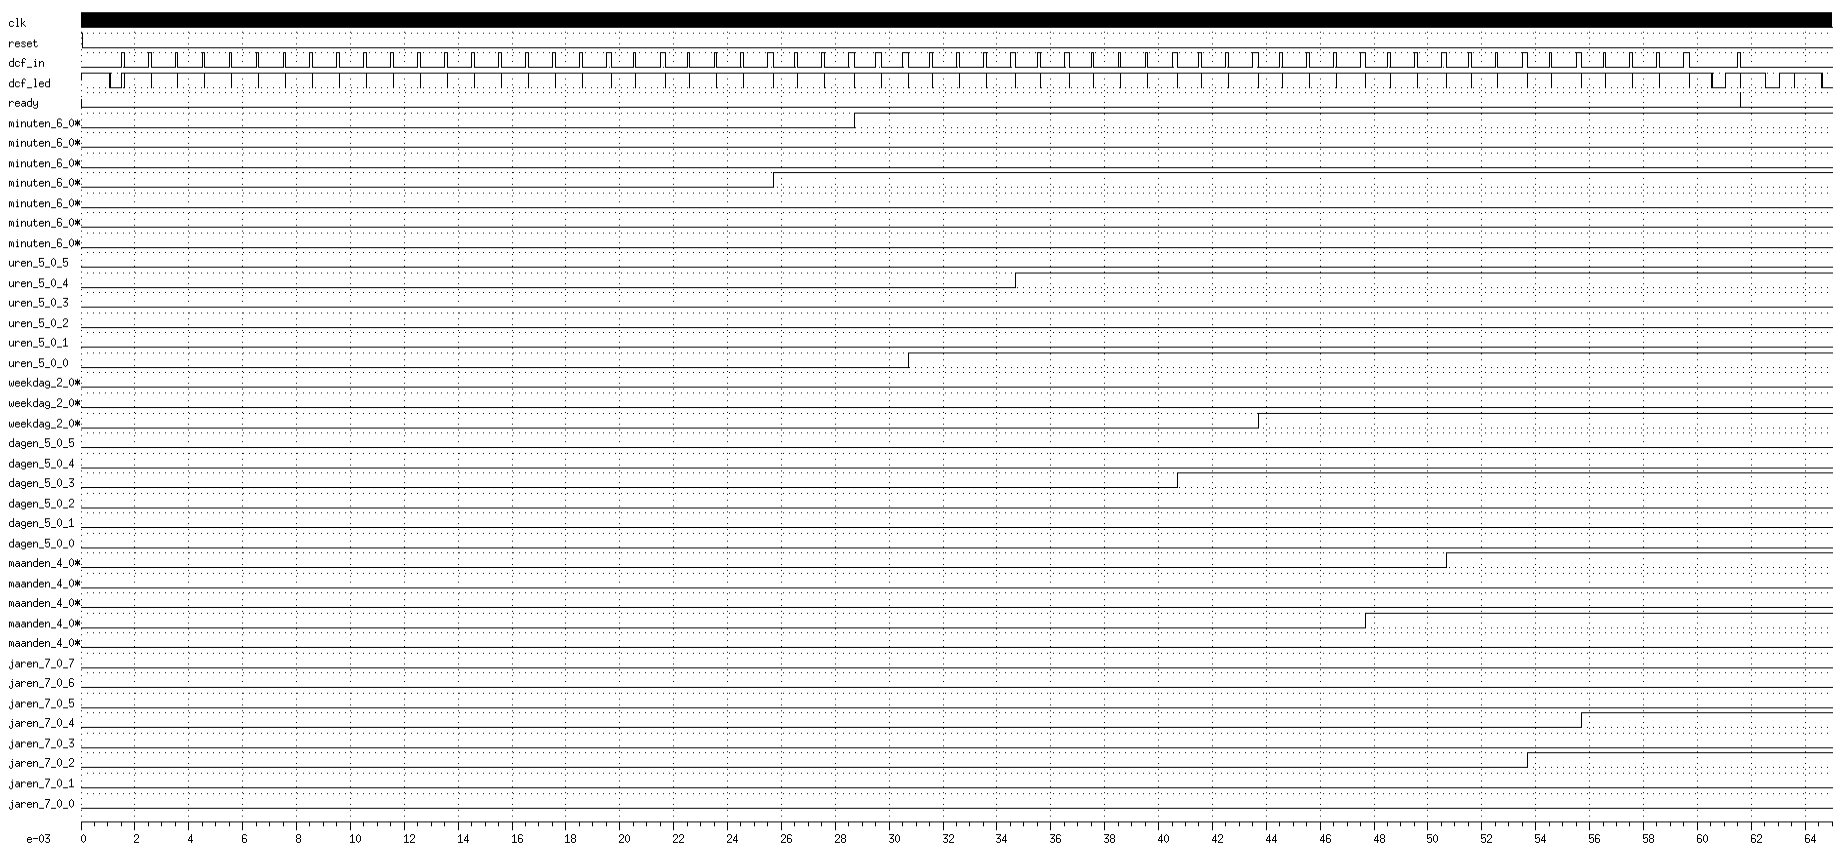 clk
reset
dcf_in
dcf_led
ready
minuten_6_0*
minuten_6_0*
minuten_6_0*
minuten_6_0*
minuten_6_0*
minuten_6_0*
minuten_6_0*
uren_5_0_5
uren_5_0_4
uren_5_0_3
uren_5_0_2
uren_5_0_1
uren_5_0_0
weekdag_2_0*
weekdag_2_0*
weekdag_2_0*
dagen_5_0_5
dagen_5_0_4
dagen_5_0_3
dagen_5_0_2
dagen_5_0_1
dagen_5_0_0
maanden_4_0*
maanden_4_0*
maanden_4_0*
maanden_4_0*
maanden_4_0*
jaren_7_0_7
jaren_7_0_6
jaren_7_0_5
jaren_7_0_4
jaren_7_0_3
jaren_7_0_2
jaren_7_0_1
jaren_7_0_0
e-03 0 2 4 6 8 10 12 14 16 18 20 22 24 26 28 30 32 34 36 38 40 42 44 46 48 50 52 54 56 58 60 62 64